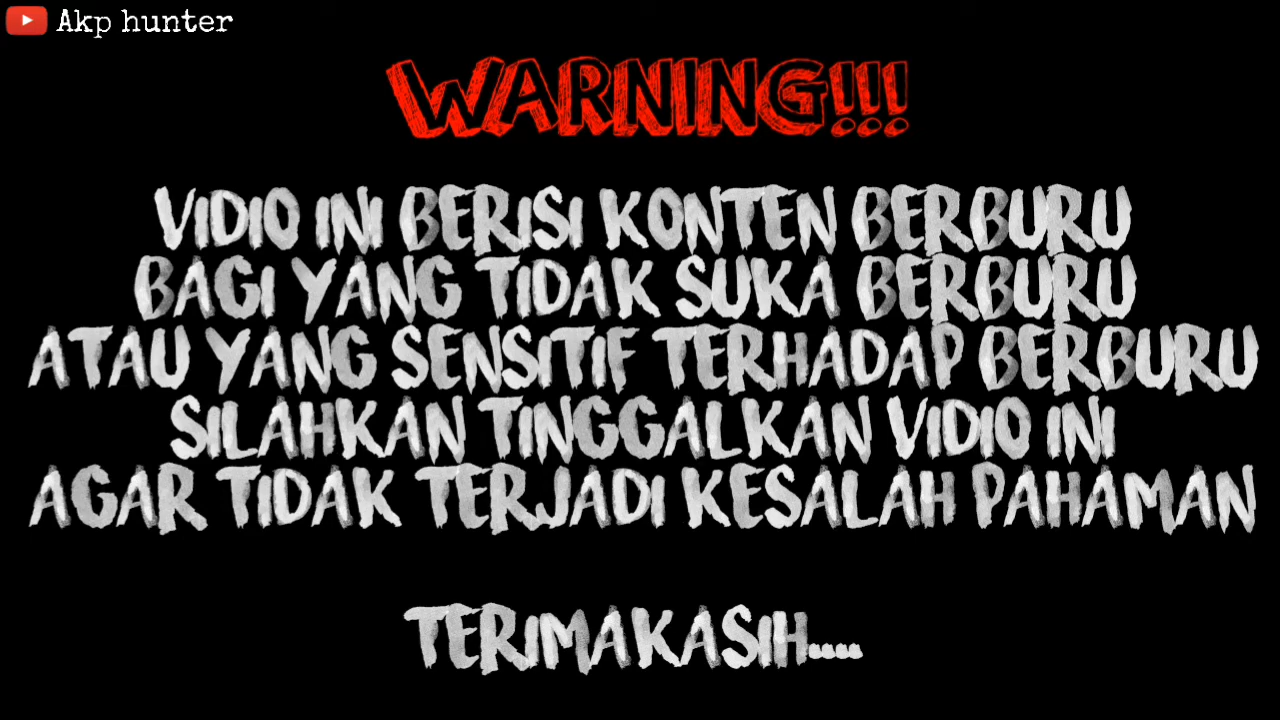 Akp hunter
WARNING!!!
VIDIO INI BERISI KONTEN BERBURU
BAGI YANG TIDAK SUKA BERBURU
ATAU YANG SENSITIF TERHADAP BERBURU
SILAHKAN TINGGALKAN VIDIO INI
AGAR TIDAK TERJADI KESALAH PAHAMAN
TERIMAKASIH....